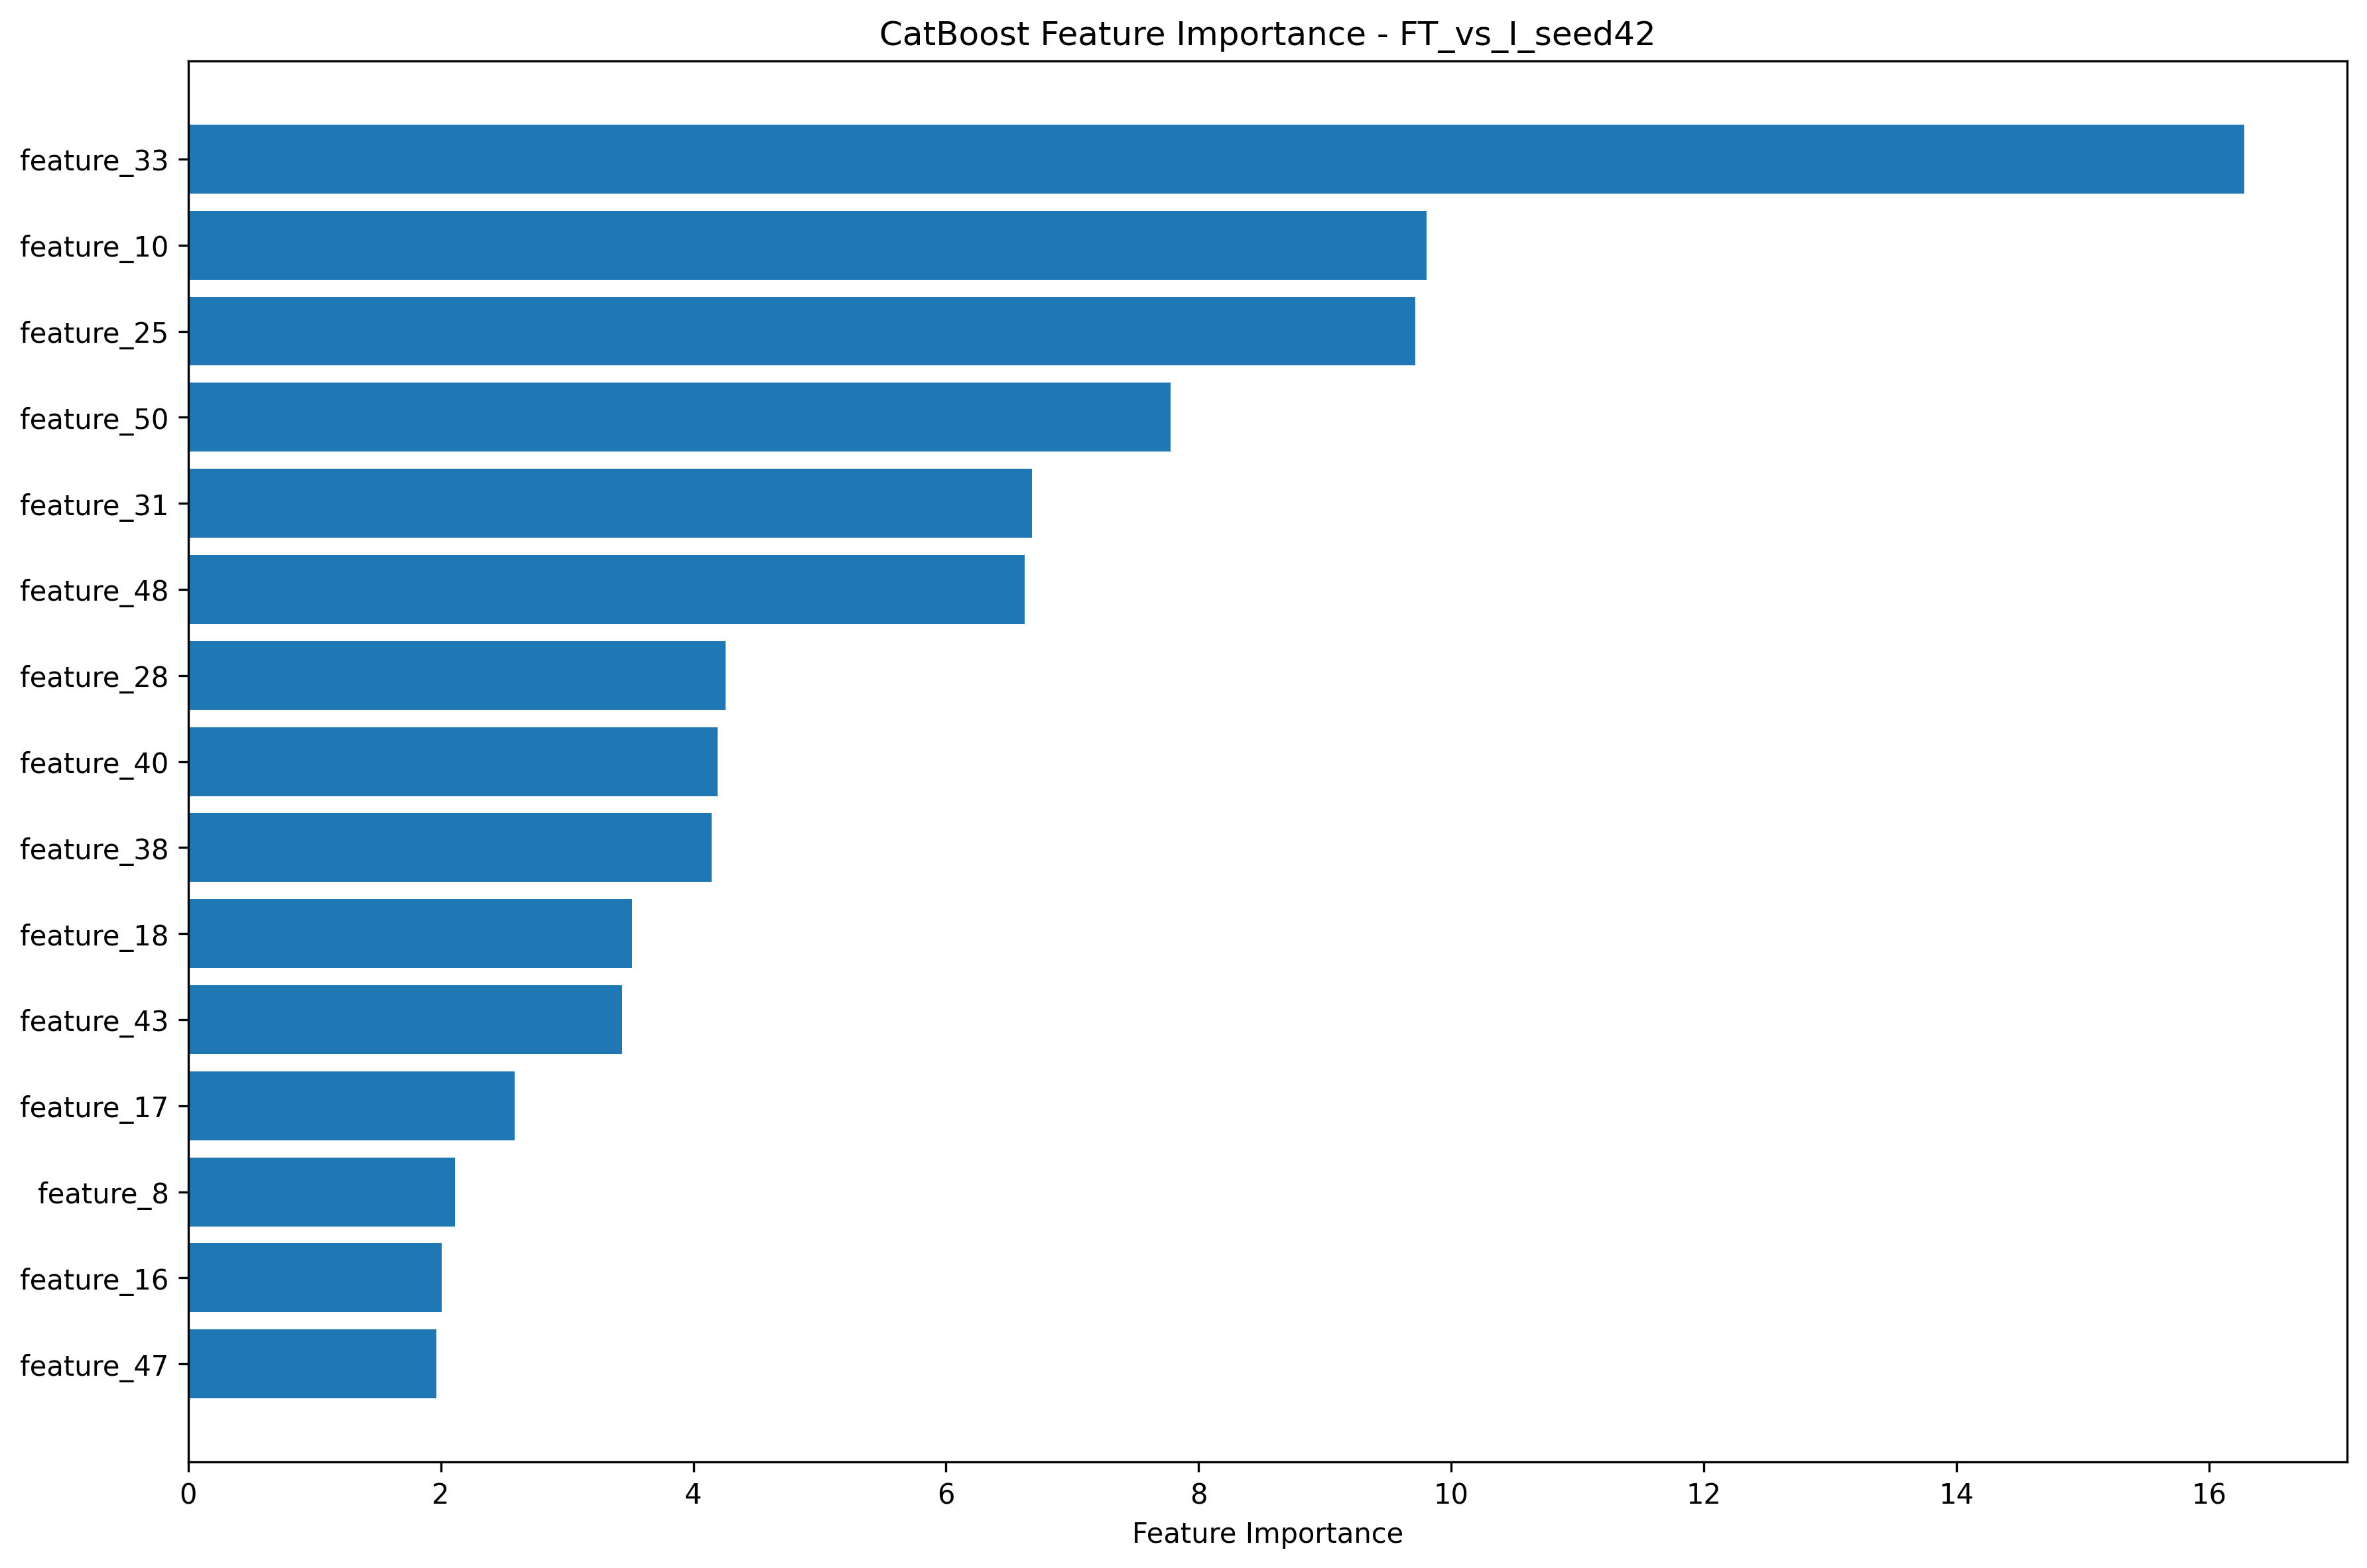 CatBoost Feature Importance - FT_vs_I_seed42
feature_33
feature_10
feature_25
feature_50
feature_31
feature_48
feature_28
feature_40
feature_38
feature_18
feature_43
feature_17
feature_8
feature_16
feature_47
0 2 4 6 8 10 12 14 16
Feature Importance